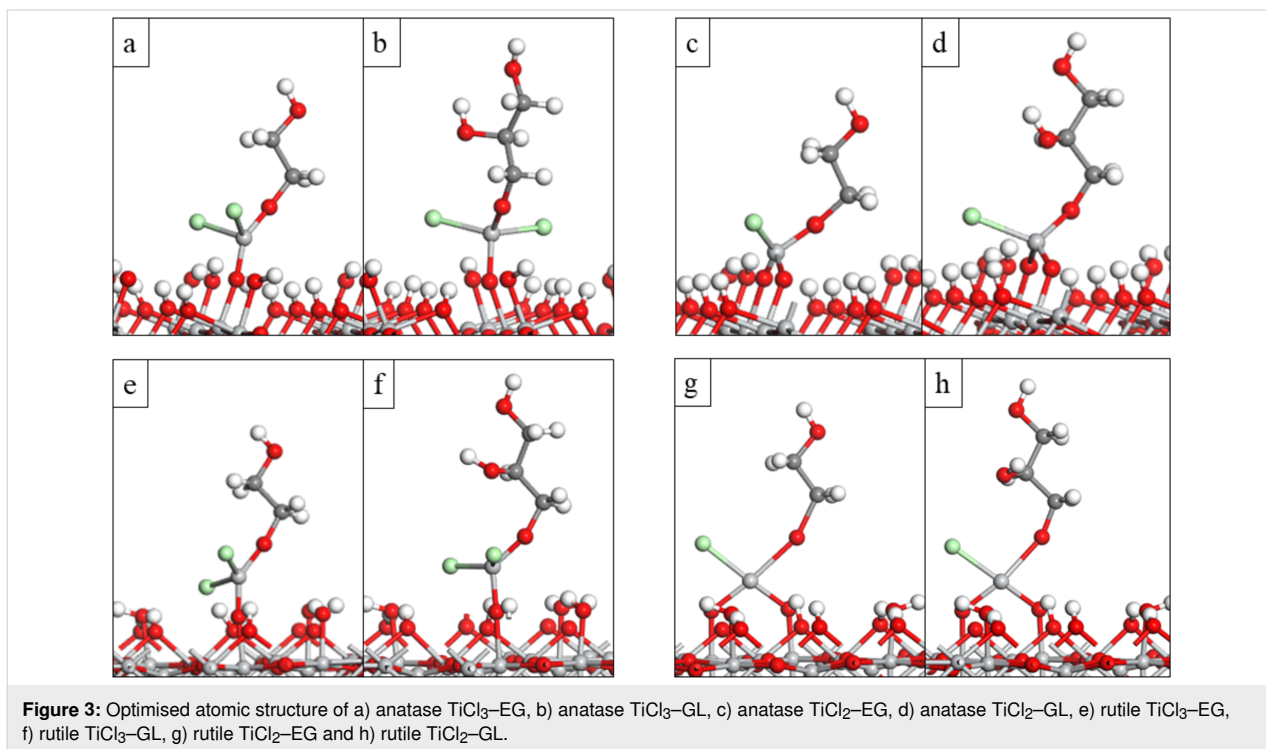 a
b
c
d
e
f
g
h
Figure 3: Optimised atomic structure of a) anatase TiCl₃–EG, b) anatase TiCl₃–GL, c) anatase TiCl₂–EG, d) anatase TiCl₂–GL, e) rutile TiCl₃–EG,
f) rutile TiCl₃–GL, g) rutile TiCl₂–EG and h) rutile TiCl₂–GL.